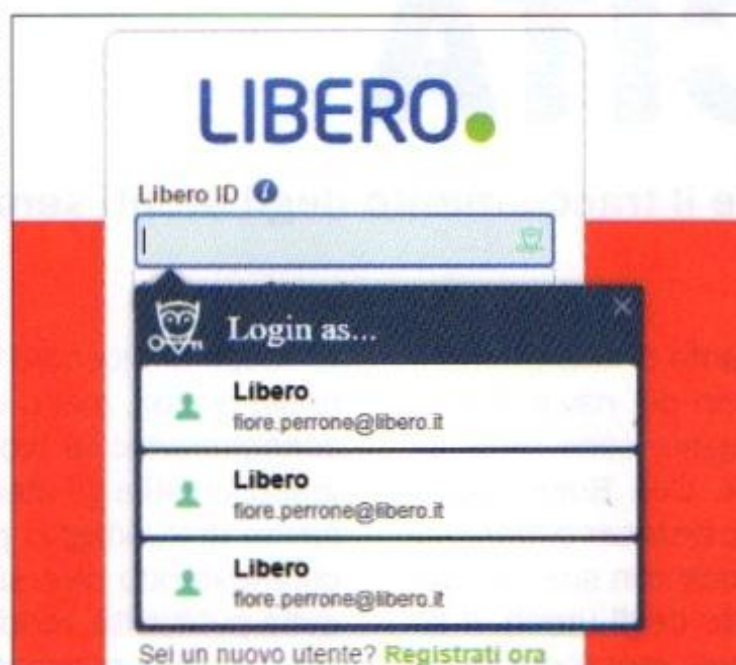 LIBERO
Libero ID
Login as...
Libero
fiore.perrone@libero.it
Libero
fiore.perrone@libero.it
Libero
fiore.perrone@libero.it
Sei un nuovo utente? Registrati ora